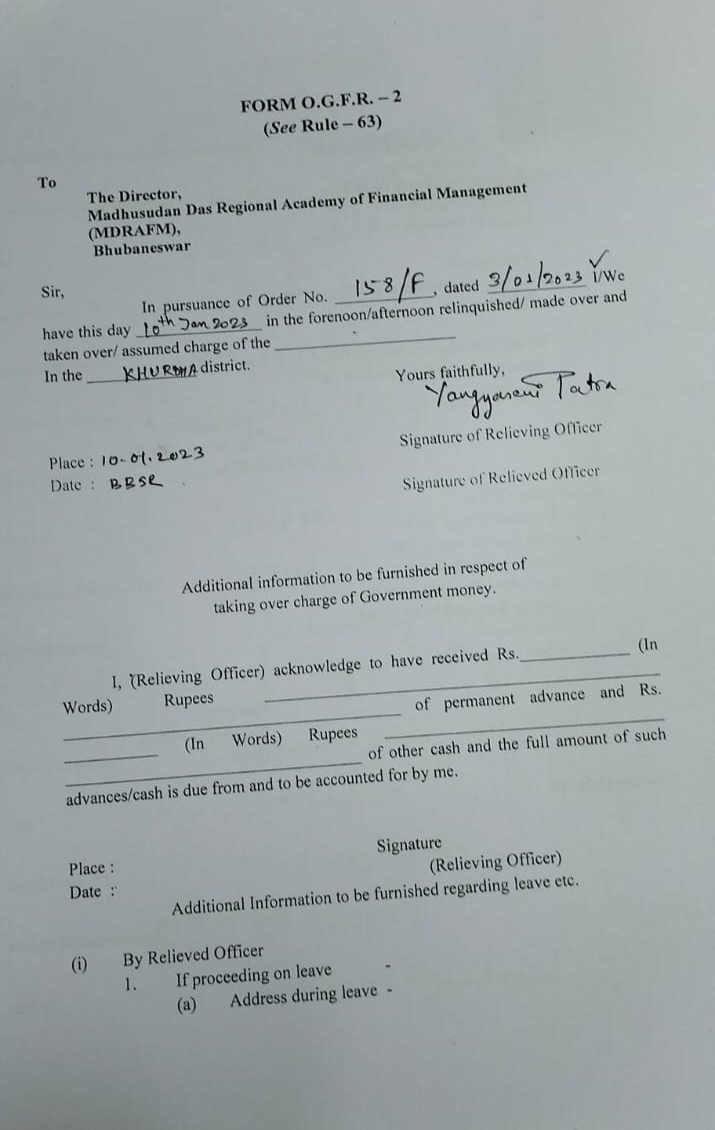 FORM O.G.F.R. – 2
(See Rule – 63)
To
The Director,
Madhusudan Das Regional Academy of Financial Management
(MDRAFM),
Bhubaneswar
Sir,
In pursuance of Order No. 158/F, dated 3/01/2023 I/We
have this day 10th Jan 2023 in the forenoon/afternoon relinquished/ made over and
taken over/ assumed charge of the
In the KHURDHA district.
Yours faithfully,
Yangyaseni Patra
Signature of Relieving Officer
Place : 10-01.2023
Date : BBSR
Signature of Relieved Officer
Additional information to be furnished in respect of
taking over charge of Government money.
I, (Relieving Officer) acknowledge to have received Rs. (In
Words) Rupees
of permanent advance and Rs.
(In Words) Rupees
of other cash and the full amount of such
advances/cash is due from and to be accounted for by me.
Signature
Place :
(Relieving Officer)
Date :
Additional Information to be furnished regarding leave etc.
(i) By Relieved Officer
1. If proceeding on leave -
(a) Address during leave -